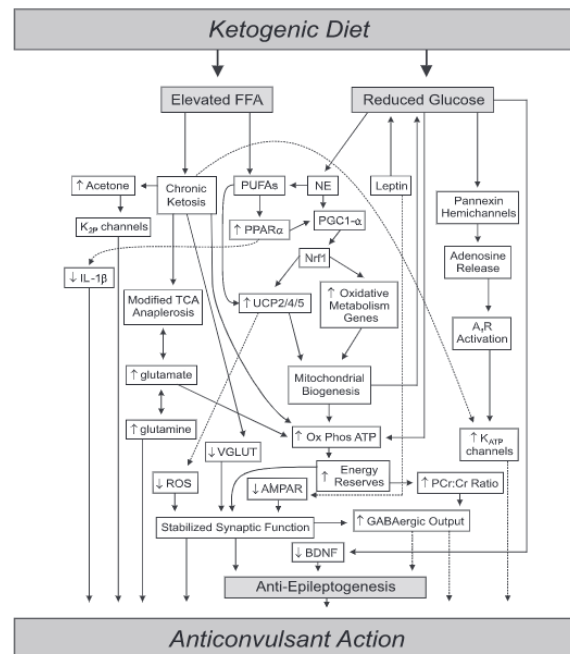 Ketogenic Diet
Elevated FFA
Reduced Glucose
↑ Acetone
Chronic
Ketosis
PUFAs
NE
Leptin
K2P channels
↑ PPARα
PGC1-α
Pannexin
Hemichannels
↓ IL-1β
Nrf1
Adenosine
Release
Modified TCA
Anaplerosis
↑ UCP2/4/5
↑ Oxidative
Metabolism
Genes
A1R
Activation
↑ glutamate
Mitochondrial
Biogenesis
↑ glutamine
↑ Ox Phos ATP
↑ KATP
channels
↓ VGLUT
↑ Energy
Reserves
↓ ROS
↓ AMPAR
↑ PCr:Cr Ratio
Stabilized Synaptic Function
↑ GABAergic Output
↓ BDNF
Anti-Epileptogenesis
Anticonvulsant Action